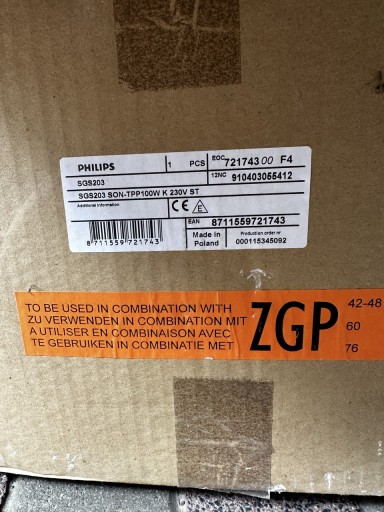 PHILIPS 1 PCS EOC 72174300 F4
SGS203 12NC 910403055412
SGS203 SON-TPP100W K 230V ST
Additional information
CE E
EAN 8711559721743
8 711559 721743
Made in Poland
Production order nr
000115345092
TO BE USED IN COMBINATION WITH
ZU VERWENDEN IN COMBINATION MIT
A UTILISER EN COMBINAISON AVEC
TE GEBRUIKEN IN COMBINATIE MET
ZGP
42-48
60
76